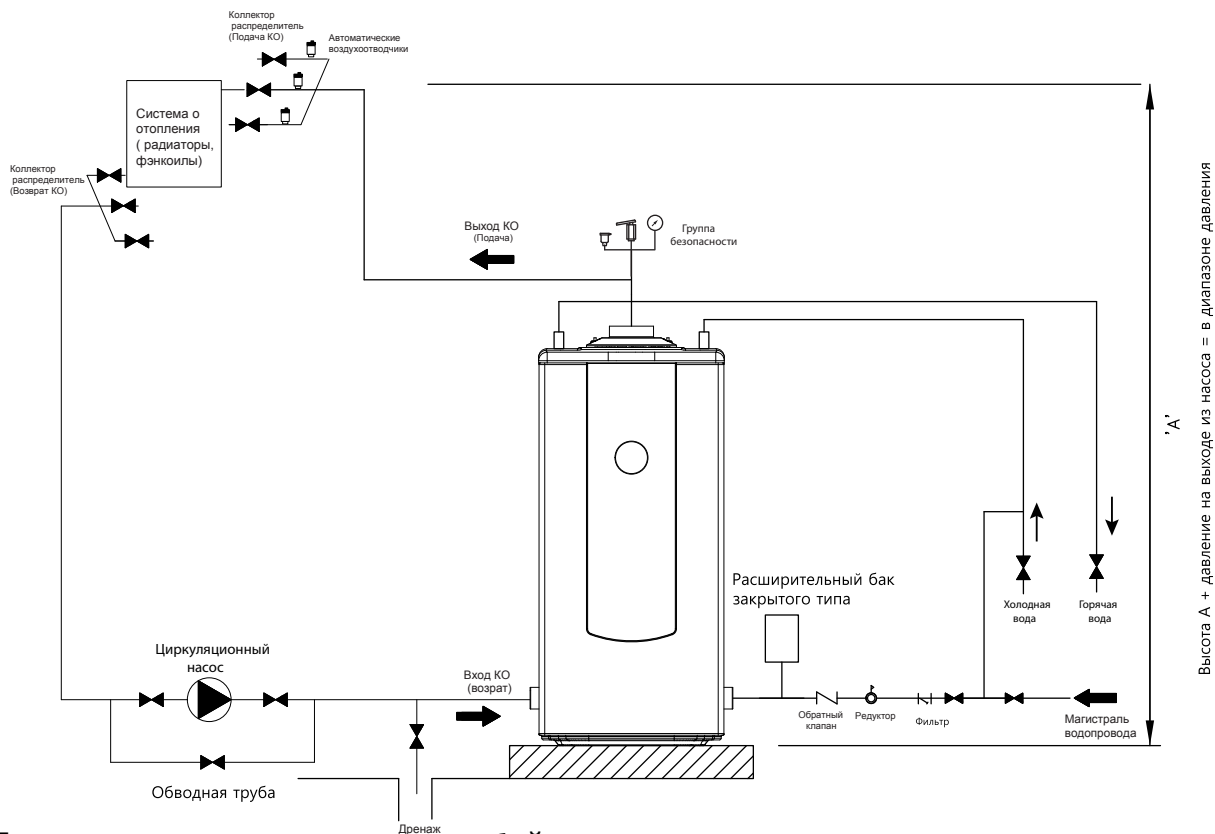 Коллектор
распределитель
(Подача КО)
Автоматические
воздухоотводчики
Система о
отопления
( радиаторы,
фэнкоилы)
Коллектор
распределитель
(Возврат КО)
Выход КО
(Подача)
Группа
безопасности
'A'
Высота А + давление на выходе из насоса = в диапазоне давления
Расширительный бак
закрытого типа
Холодная
вода
Горячая
вода
Циркуляционный
насос
Вход КО
(возрат)
Обратный
клапан
Редуктор
Фильтр
Магистраль
водопровода
Обводная труба
Дренаж